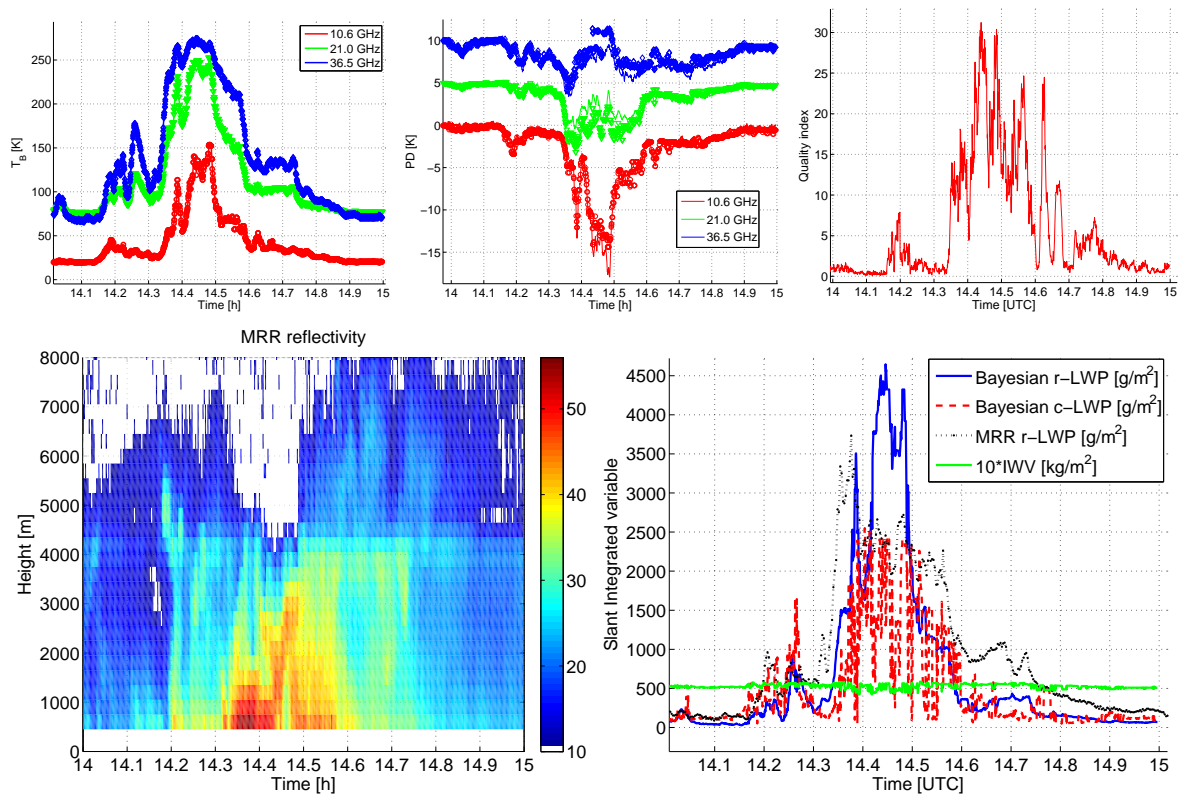 250
200
150
100
50
0
T_B [K]
10.6 GHz
21.0 GHz
36.5 GHz
14.1 14.2 14.3 14.4 14.5 14.6 14.7 14.8 14.9 15
Time [h]
10
5
0
−5
−10
−15
PD [K]
10.6 GHz
21.0 GHz
36.5 GHz
14 14.1 14.2 14.3 14.4 14.5 14.6 14.7 14.8 14.9 15
Time [h]
30
25
20
15
10
5
0
Quality index
14 14.1 14.2 14.3 14.4 14.5 14.6 14.7 14.8 14.9 15
Time [UTC]
MRR reflectivity
8000
7000
6000
5000
4000
3000
2000
1000
0
Height [m]
14 14.1 14.2 14.3 14.4 14.5 14.6 14.7 14.8 14.9 15
Time [h]
50
40
30
20
10
4500
4000
3500
3000
2500
2000
1500
1000
500
0
Slant Integrated variable
Bayesian r−LWP [g/m²]
Bayesian c−LWP [g/m²]
MRR r−LWP [g/m²]
10*IWV [kg/m²]
14.1 14.2 14.3 14.4 14.5 14.6 14.7 14.8 14.9 15
Time [UTC]